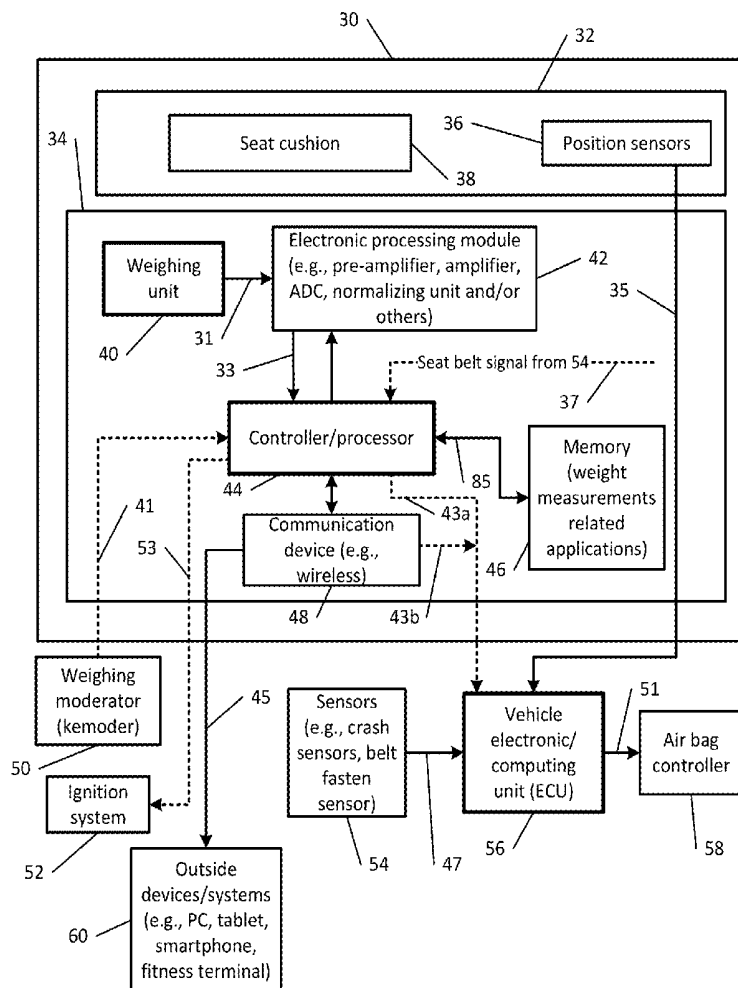 30
32
36
Seat cushion
Position sensors
34
38
Electronic processing module
(e.g., pre-amplifier, amplifier,
ADC, normalizing unit and/or
others)
Weighing
unit
42
35
40
31
33
Seat belt signal from 54
37
Controller/processor
Memory
(weight
measurements
related
applications)
44
85
41
43a
53
Communication
device (e.g.,
wireless)
46
48
43b
Weighing
moderator
(kemoder)
45
Sensors
(e.g., crash
sensors, belt
fasten
sensor)
Vehicle
electronic/
computing
unit (ECU)
51
Air bag
controller
50
Ignition
system
52
54
47
56
58
Outside
devices/systems
(e.g., PC, tablet,
smartphone,
fitness terminal)
60